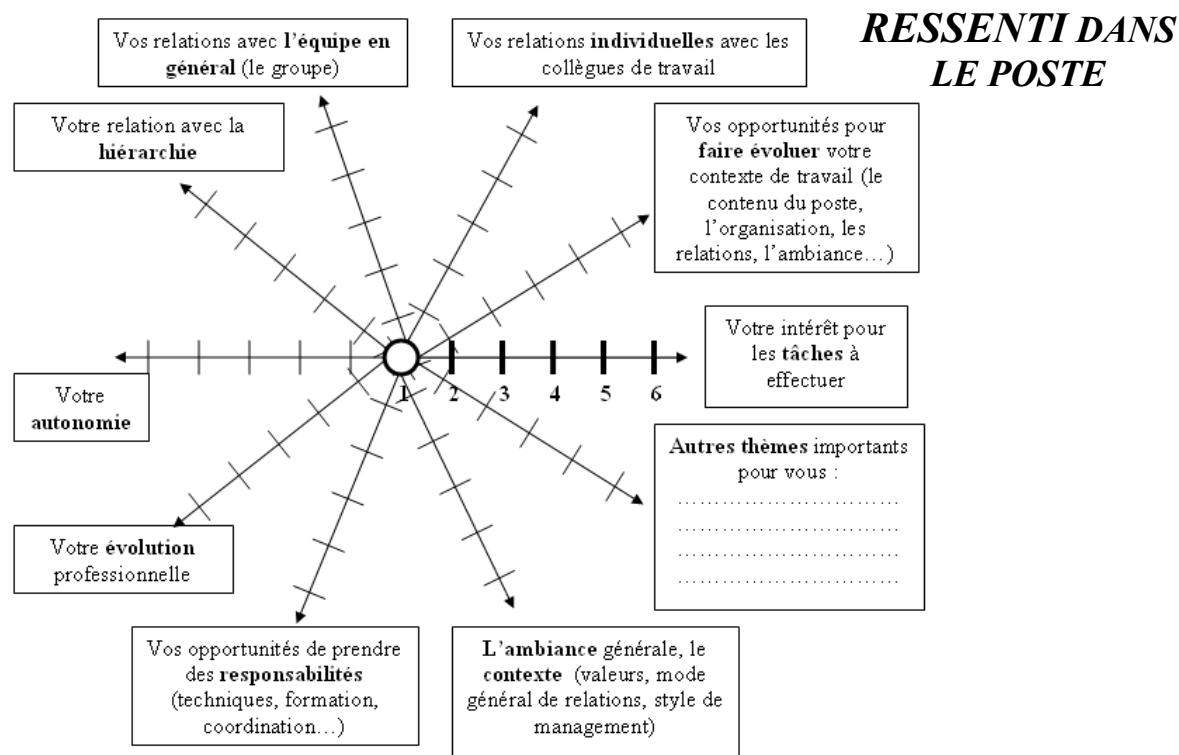 RESSENTI DANS
LE POSTE
Vos relations avec l'équipe en
général (le groupe)
Vos relations individuelles avec les
collègues de travail
Votre relation avec la
hiérarchie
Vos opportunités pour
faire évoluer votre
contexte de travail (le
contenu du poste,
l'organisation, les
relations, l'ambiance…)
Votre intérêt pour
les tâches à
effectuer
1 2 3 4 5 6
Votre
autonomie
Autres thèmes importants
pour vous :
…………………………
…………………………
…………………………
…………………………
Votre évolution
professionnelle
Vos opportunités de prendre
des responsabilités
(techniques, formation,
coordination…)
L'ambiance générale, le
contexte (valeurs, mode
général de relations, style de
management)